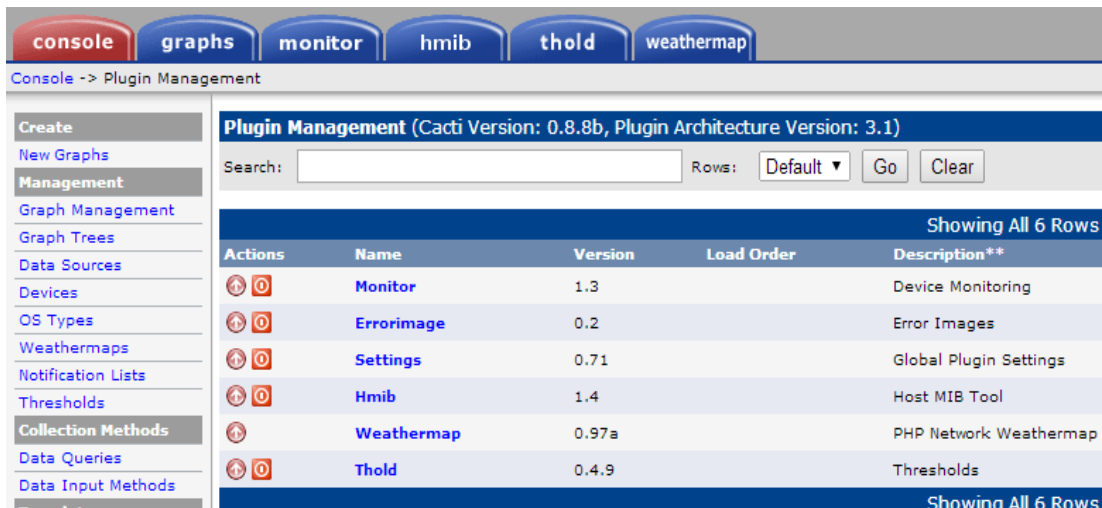 console graphs monitor hmib thold weathermap
Console -> Plugin Management
Create
New Graphs
Management
Graph Management
Graph Trees
Data Sources
Devices
OS Types
Weathermaps
Notification Lists
Thresholds
Collection Methods
Data Queries
Data Input Methods
Plugin Management (Cacti Version: 0.8.8b, Plugin Architecture Version: 3.1)
Search: Rows: Default Go Clear
Showing All 6 Rows
Actions Name Version Load Order Description**
Monitor 1.3 Device Monitoring
Errorimage 0.2 Error Images
Settings 0.71 Global Plugin Settings
Hmib 1.4 Host MIB Tool
Weathermap 0.97a PHP Network Weathermap
Thold 0.4.9 Thresholds
Showing All 6 Rows